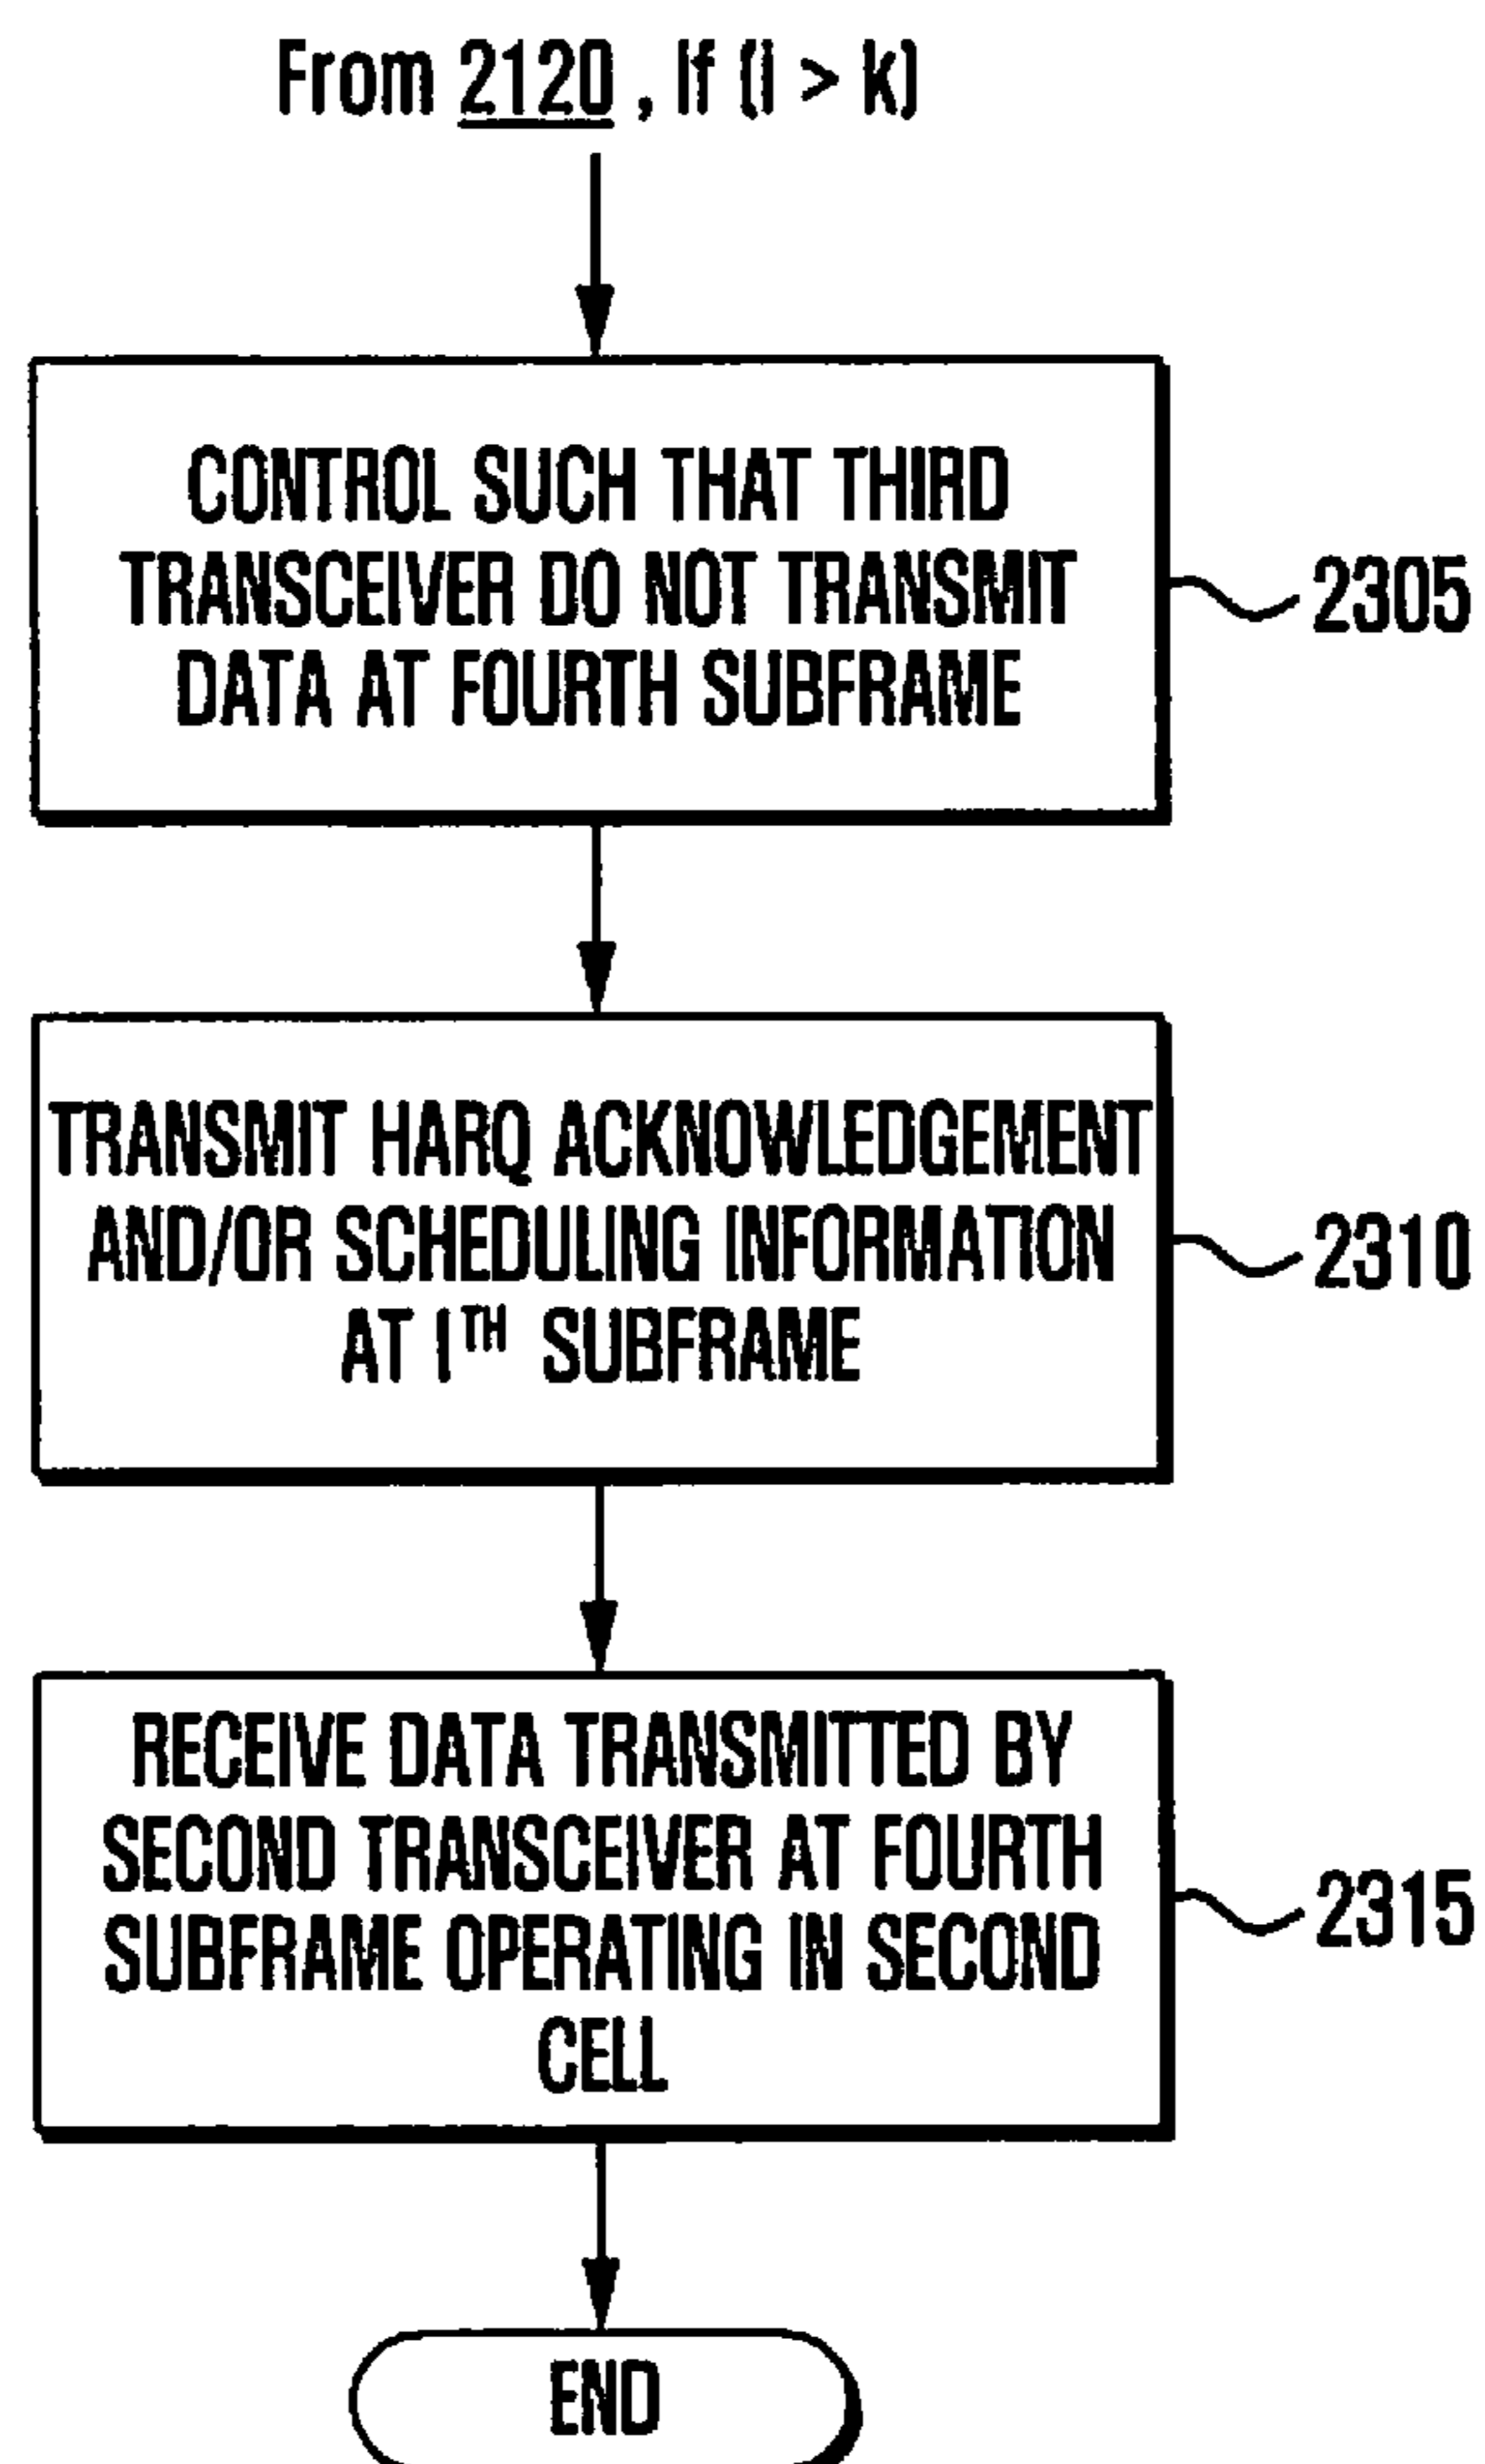 From 2120 , If (l > k)
CONTROL SUCH THAT THIRD
TRANSCEIVER DO NOT TRANSMIT
DATA AT FOURTH SUBFRAME
2305
TRANSMIT HARQ ACKNOWLEDGEMENT
AND/OR SCHEDULING INFORMATION
AT lTH SUBFRAME
2310
RECEIVE DATA TRANSMITTED BY
SECOND TRANSCEIVER AT FOURTH
SUBFRAME OPERATING IN SECOND
CELL
2315
END